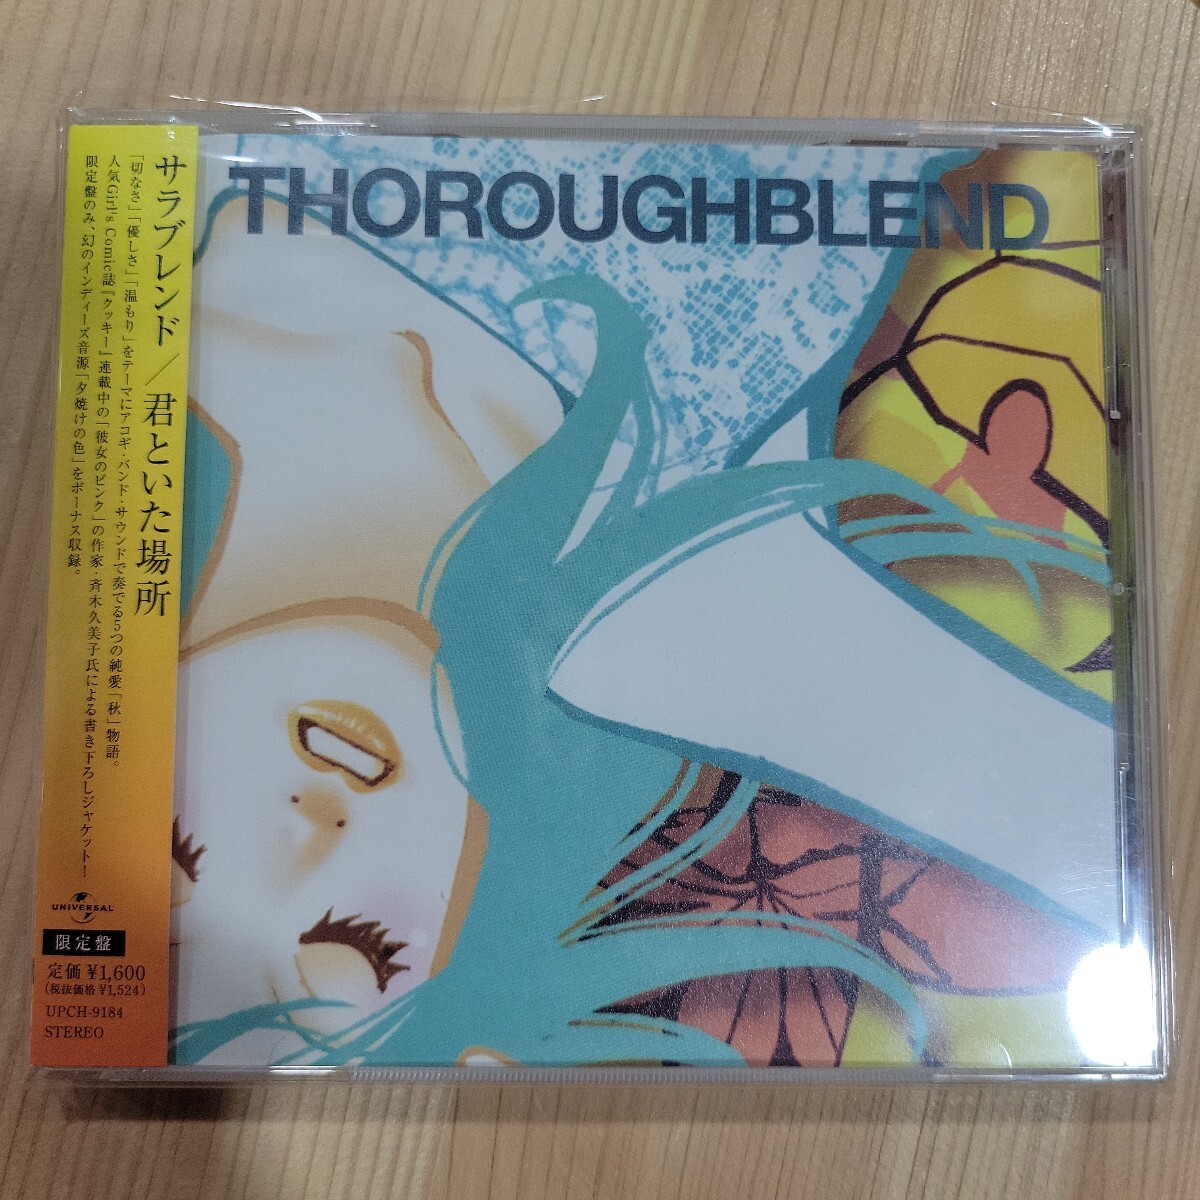 THOROUGHBLEND
サラブレンド/君といた場所
「切なさ」「優しさ」「温もり」をテーマにアコギ・バンド・サウンドで奏でる5つの純愛「秋」物語。
人気Girl's Comic誌『クッキー』連載中の「彼女のピンク」の作家・斉木久美子氏による書き下ろしジャケット!
限定盤のみ、幻のインディーズ音源「夕焼けの色」をボーナス収録。
UNIVERSAL
限定盤
定価 ¥1,600
(税抜価格 ¥1,524)
UPCH-9184
STEREO